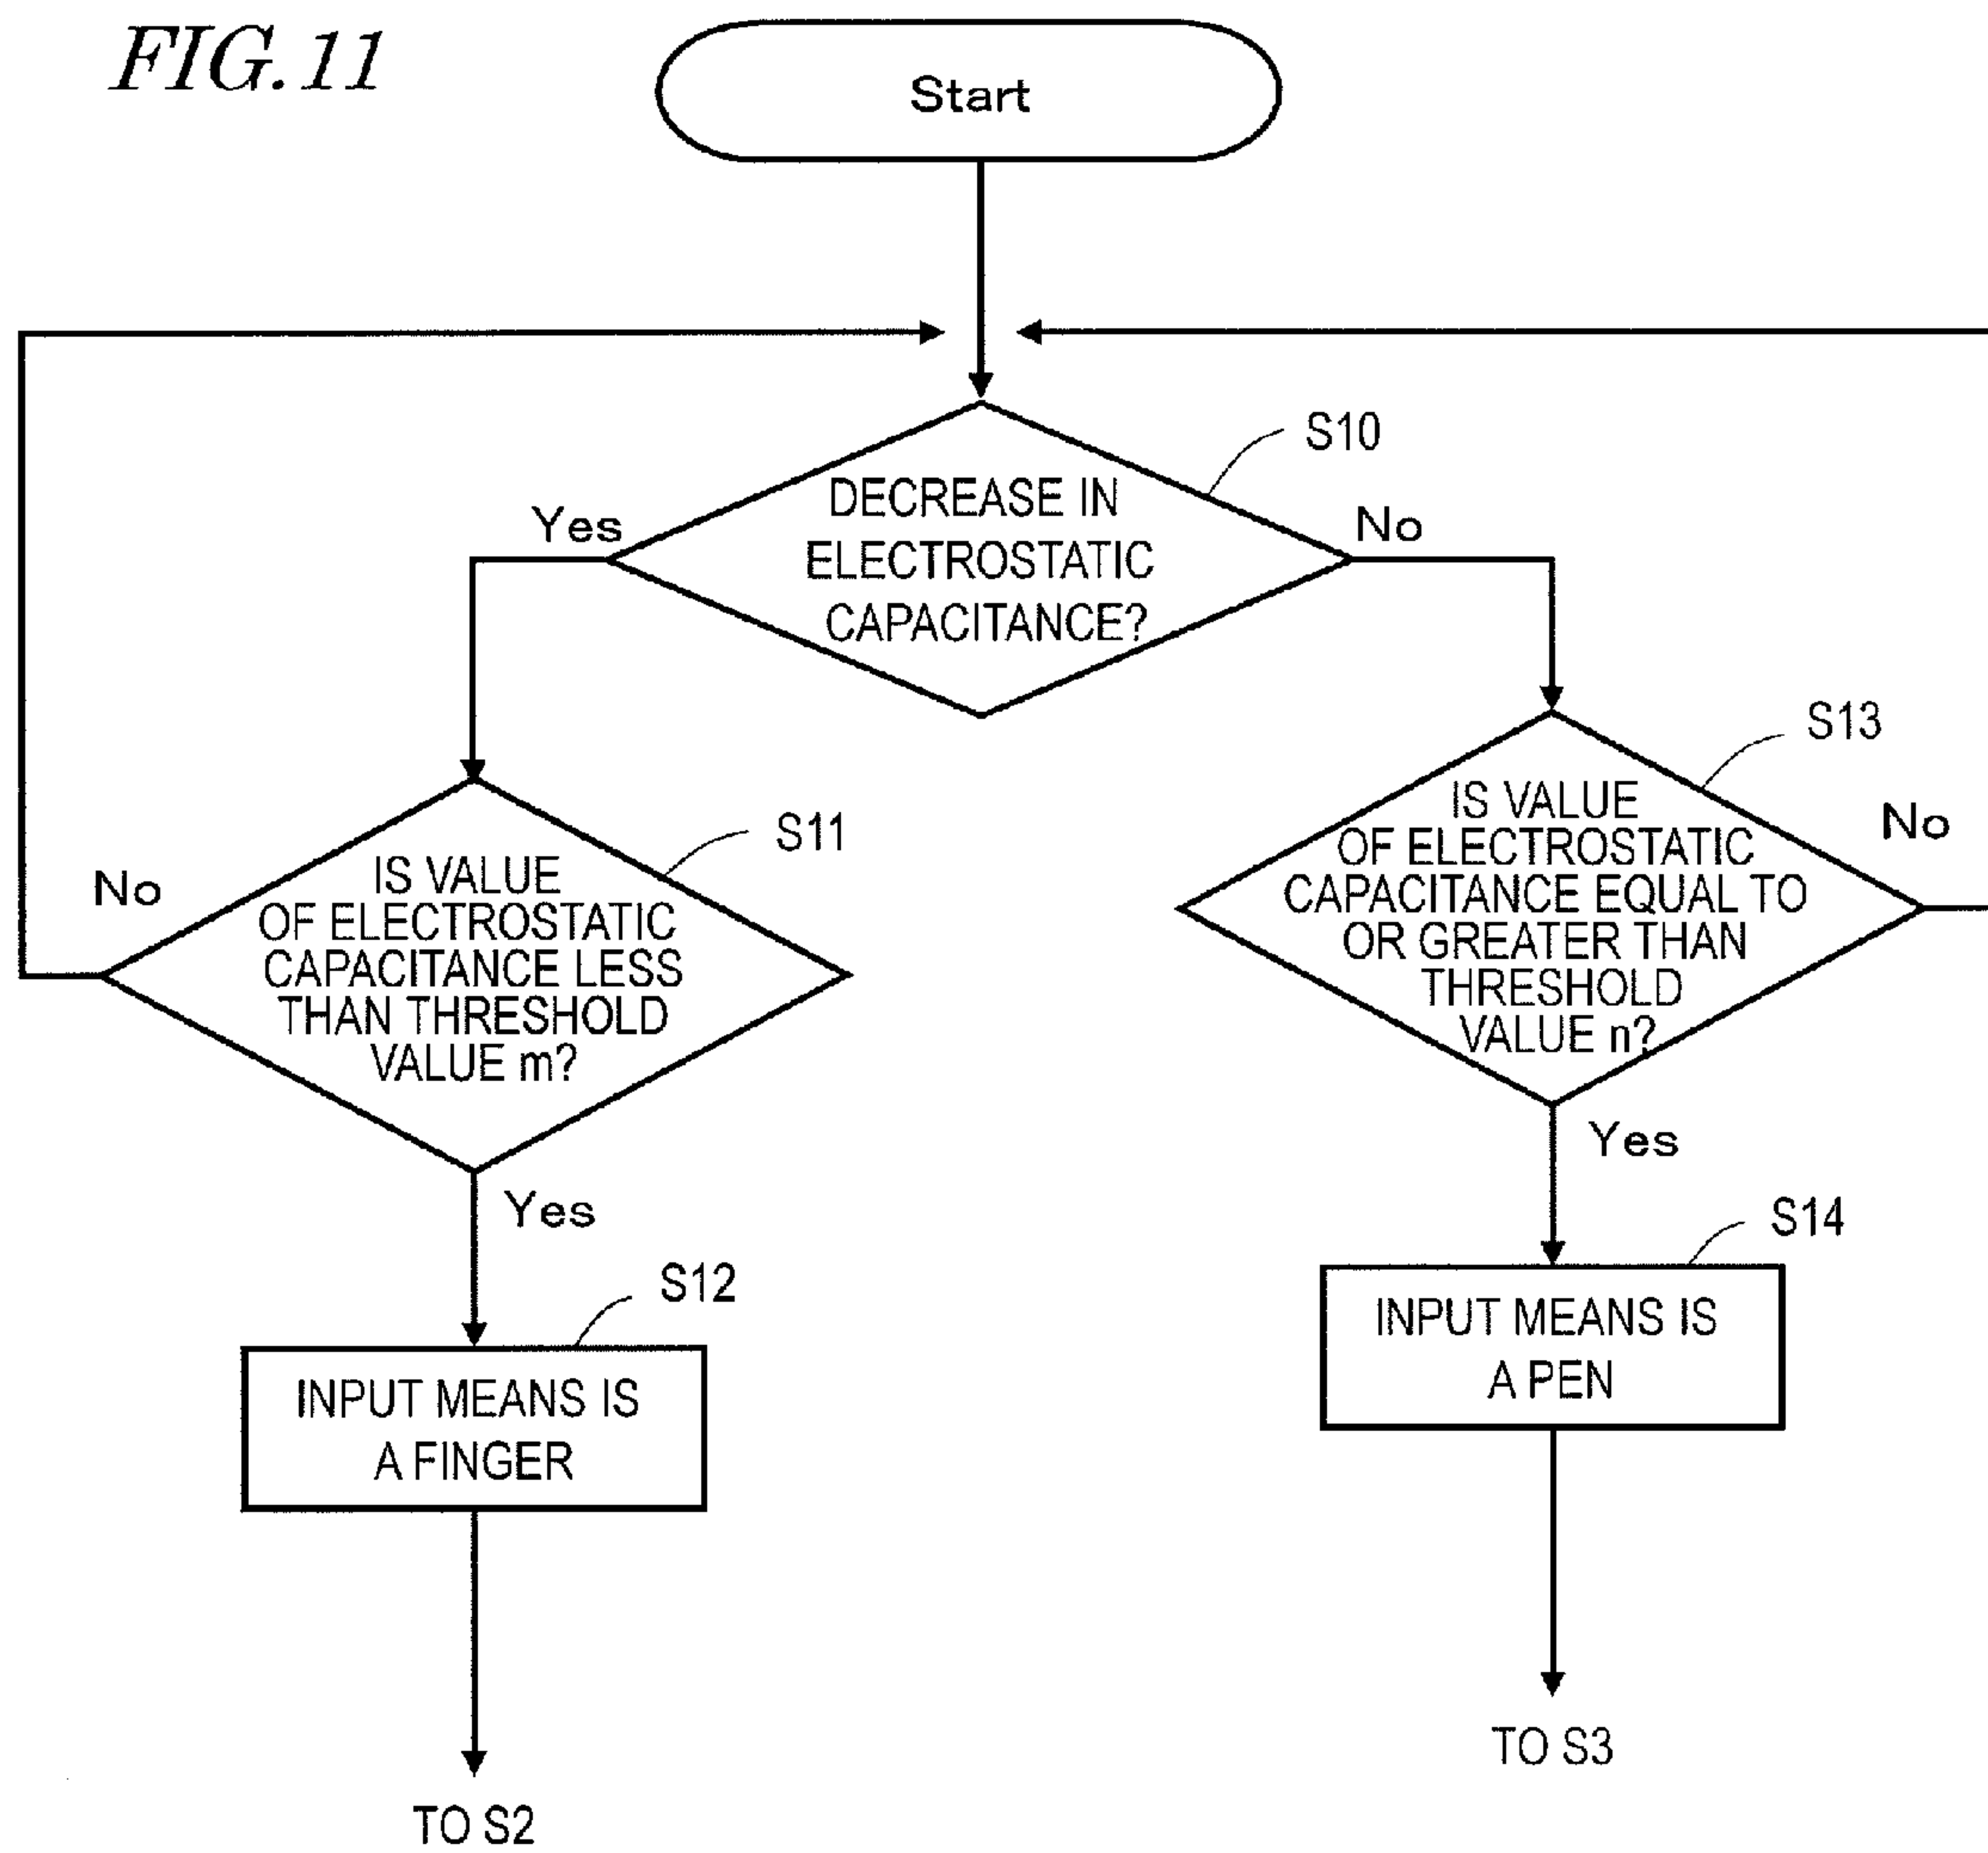 FIG.11
Start
S10
DECREASE IN
ELECTROSTATIC
CAPACITANCE?
Yes
No
S11
IS VALUE
OF ELECTROSTATIC
CAPACITANCE LESS
THAN THRESHOLD
VALUE m?
No
Yes
S12
INPUT MEANS IS
A FINGER
TO S2
S13
IS VALUE
OF ELECTROSTATIC
CAPACITANCE EQUAL TO
OR GREATER THAN
THRESHOLD
VALUE n?
No
Yes
S14
INPUT MEANS IS
A PEN
TO S3